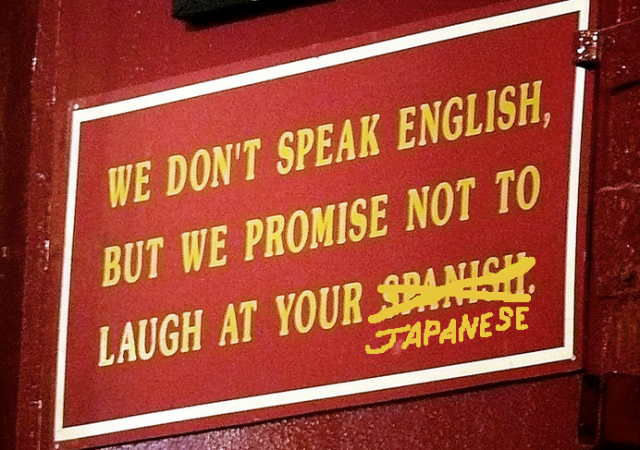 WE DON'T SPEAK ENGLISH,
BUT WE PROMISE NOT TO
LAUGH AT YOUR SPANISH.
JAPANESE